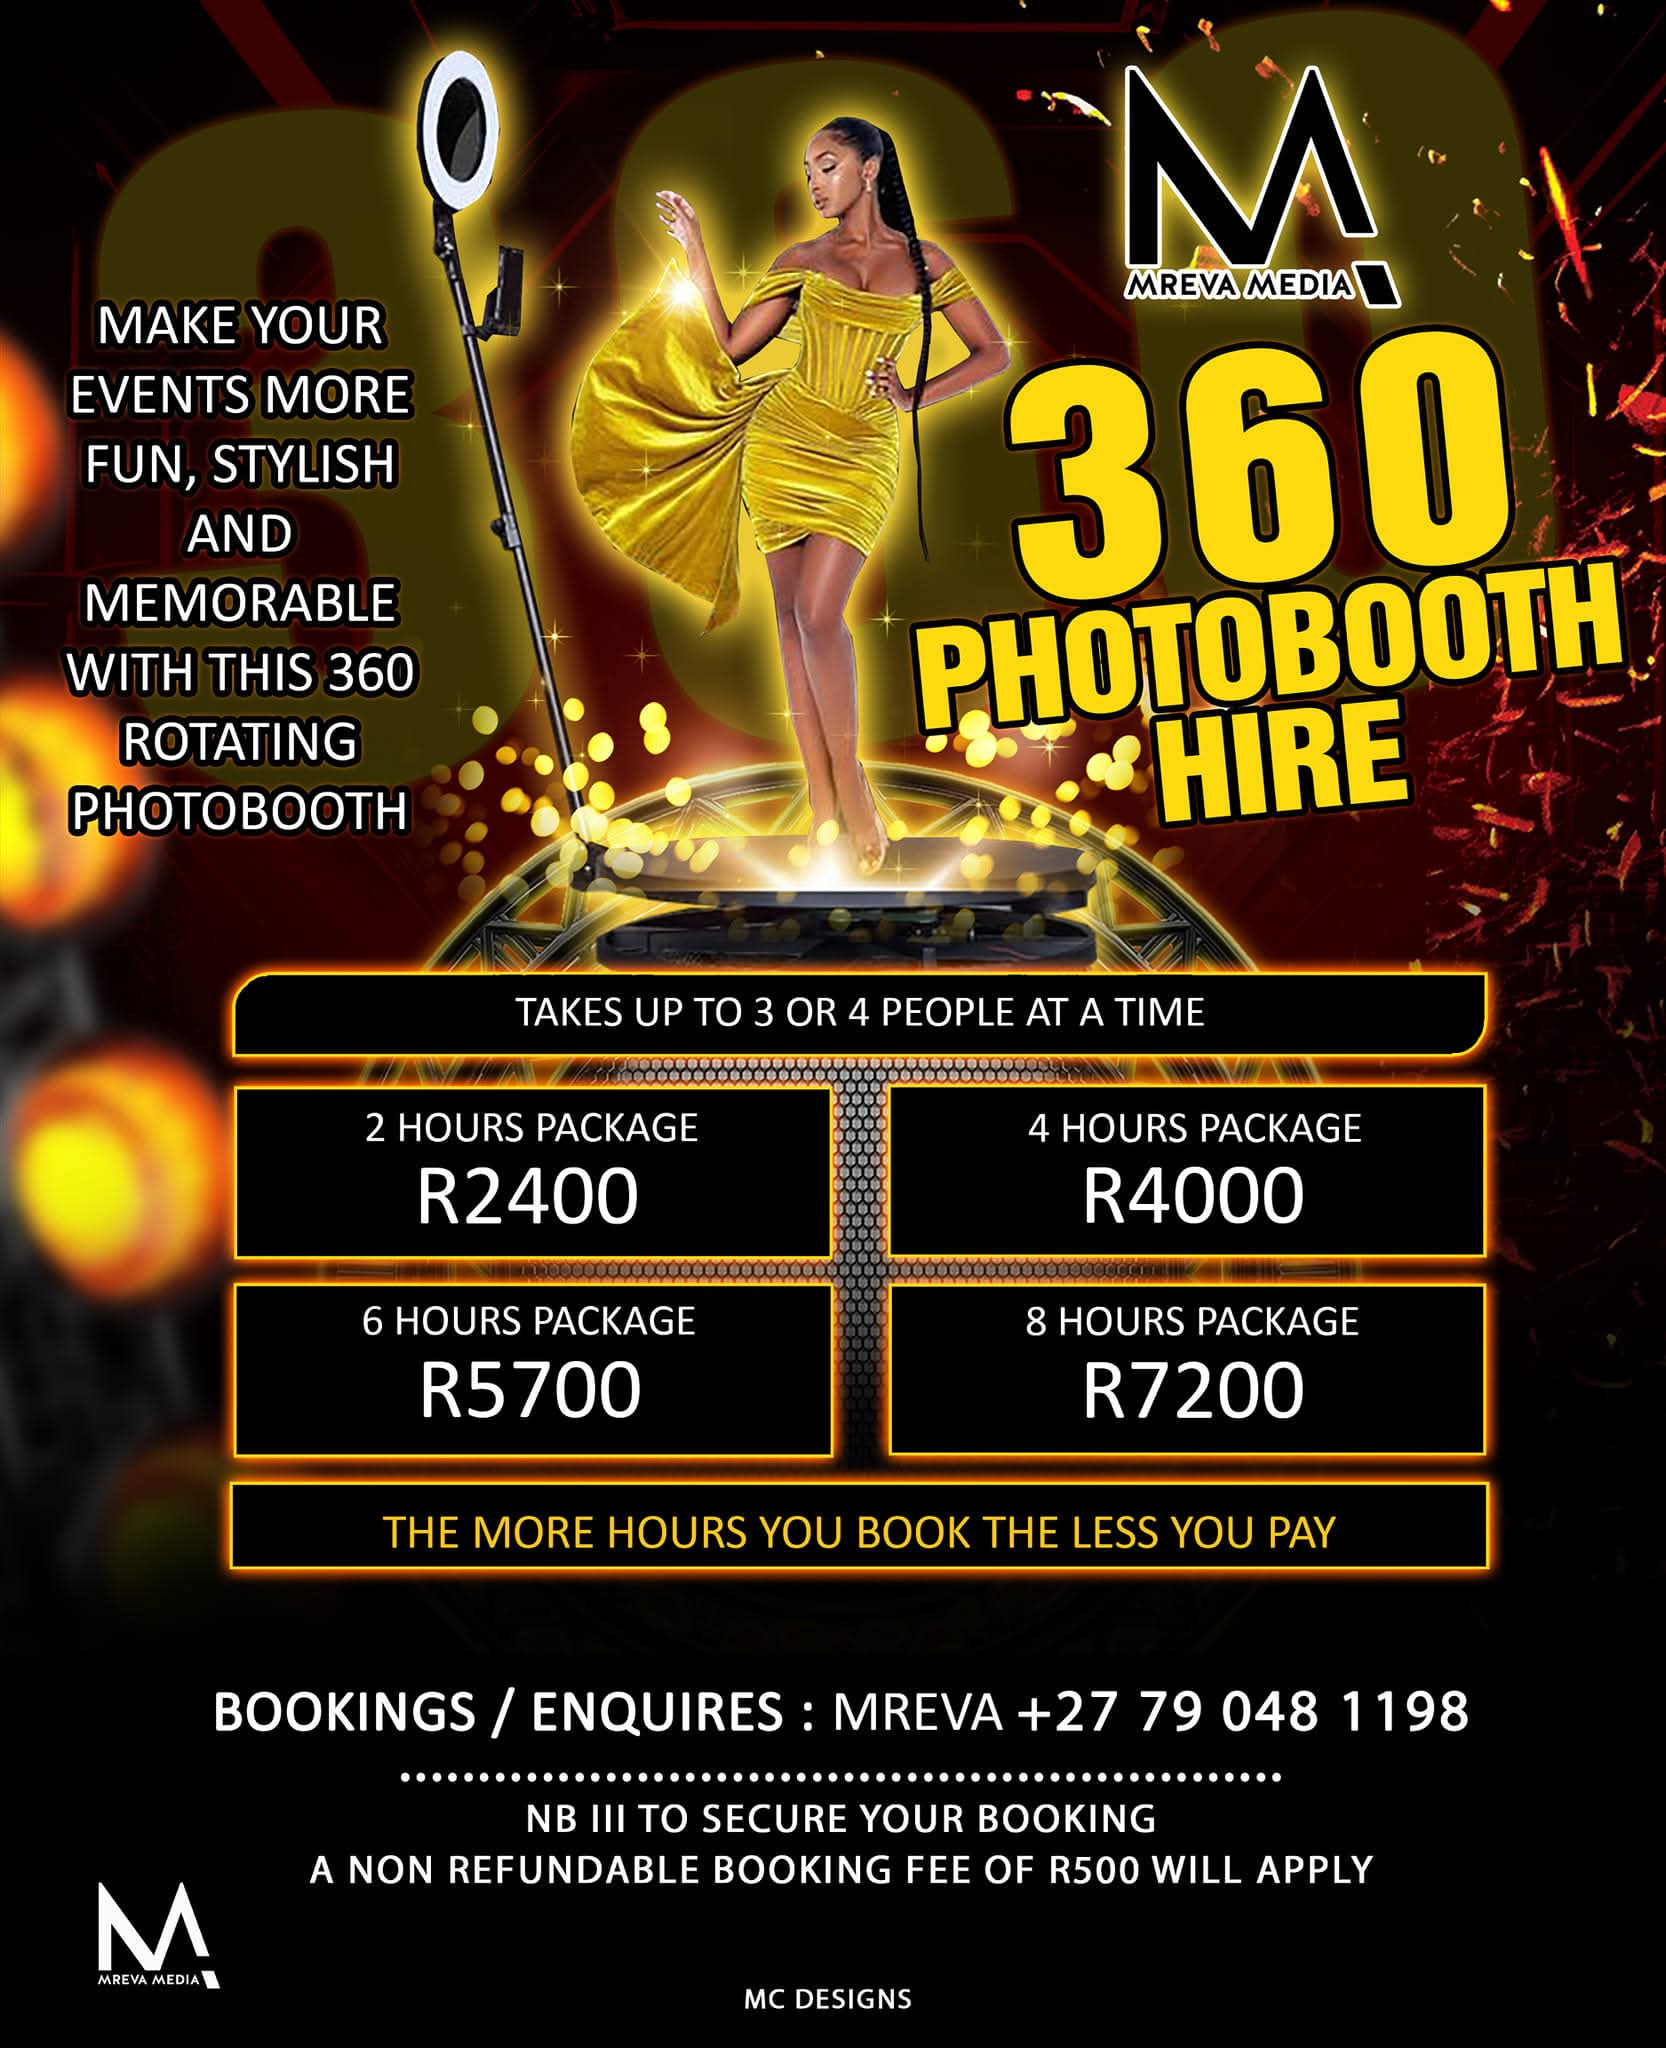 MREVA MEDIA
MAKE YOUR
EVENTS MORE
FUN, STYLISH
AND
MEMORABLE
WITH THIS 360
ROTATING
PHOTOBOOTH
360
360
PHOTOBOOTH
HIRE
TAKES UP TO 3 OR 4 PEOPLE AT A TIME
2 HOURS PACKAGE
R2400
4 HOURS PACKAGE
R4000
6 HOURS PACKAGE
R5700
8 HOURS PACKAGE
R7200
THE MORE HOURS YOU BOOK THE LESS YOU PAY
BOOKINGS / ENQUIRES : MREVA +27 79 048 1198
NB III TO SECURE YOUR BOOKING
A NON REFUNDABLE BOOKING FEE OF R500 WILL APPLY
MREVA MEDIA
MC DESIGNS